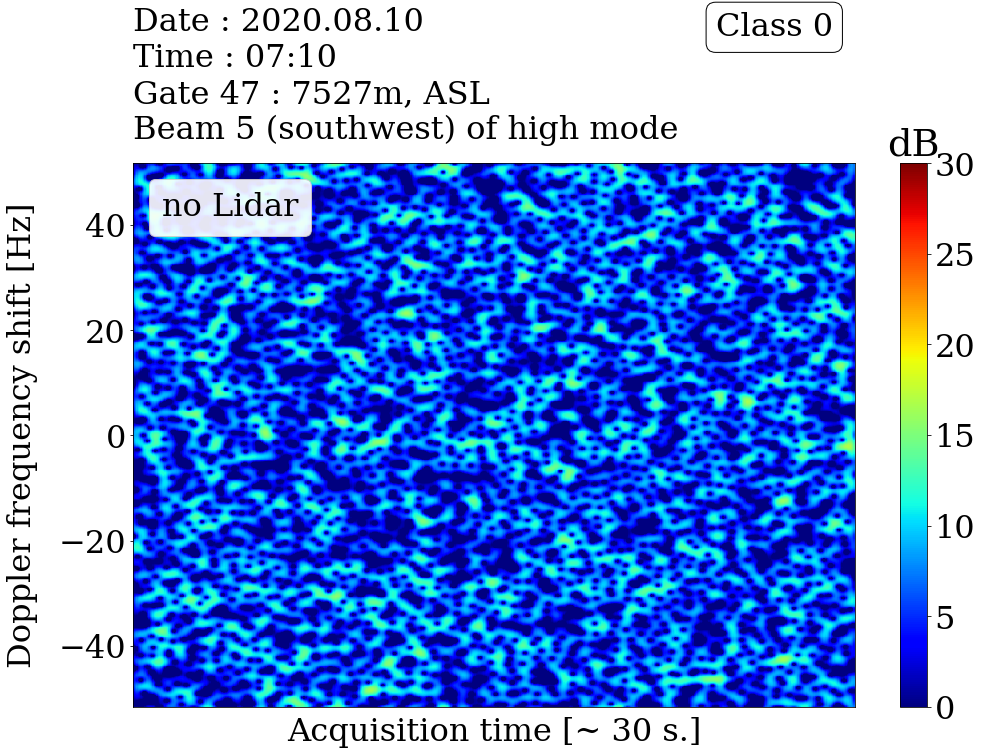 Date : 2020.08.10
Time : 07:10
Gate 47 : 7527m, ASL
Beam 5 (southwest) of high mode
Class 0
dB
no Lidar
Doppler frequency shift [Hz]
40
20
0
−20
−40
Acquisition time [~ 30 s.]
30
25
20
15
10
5
0